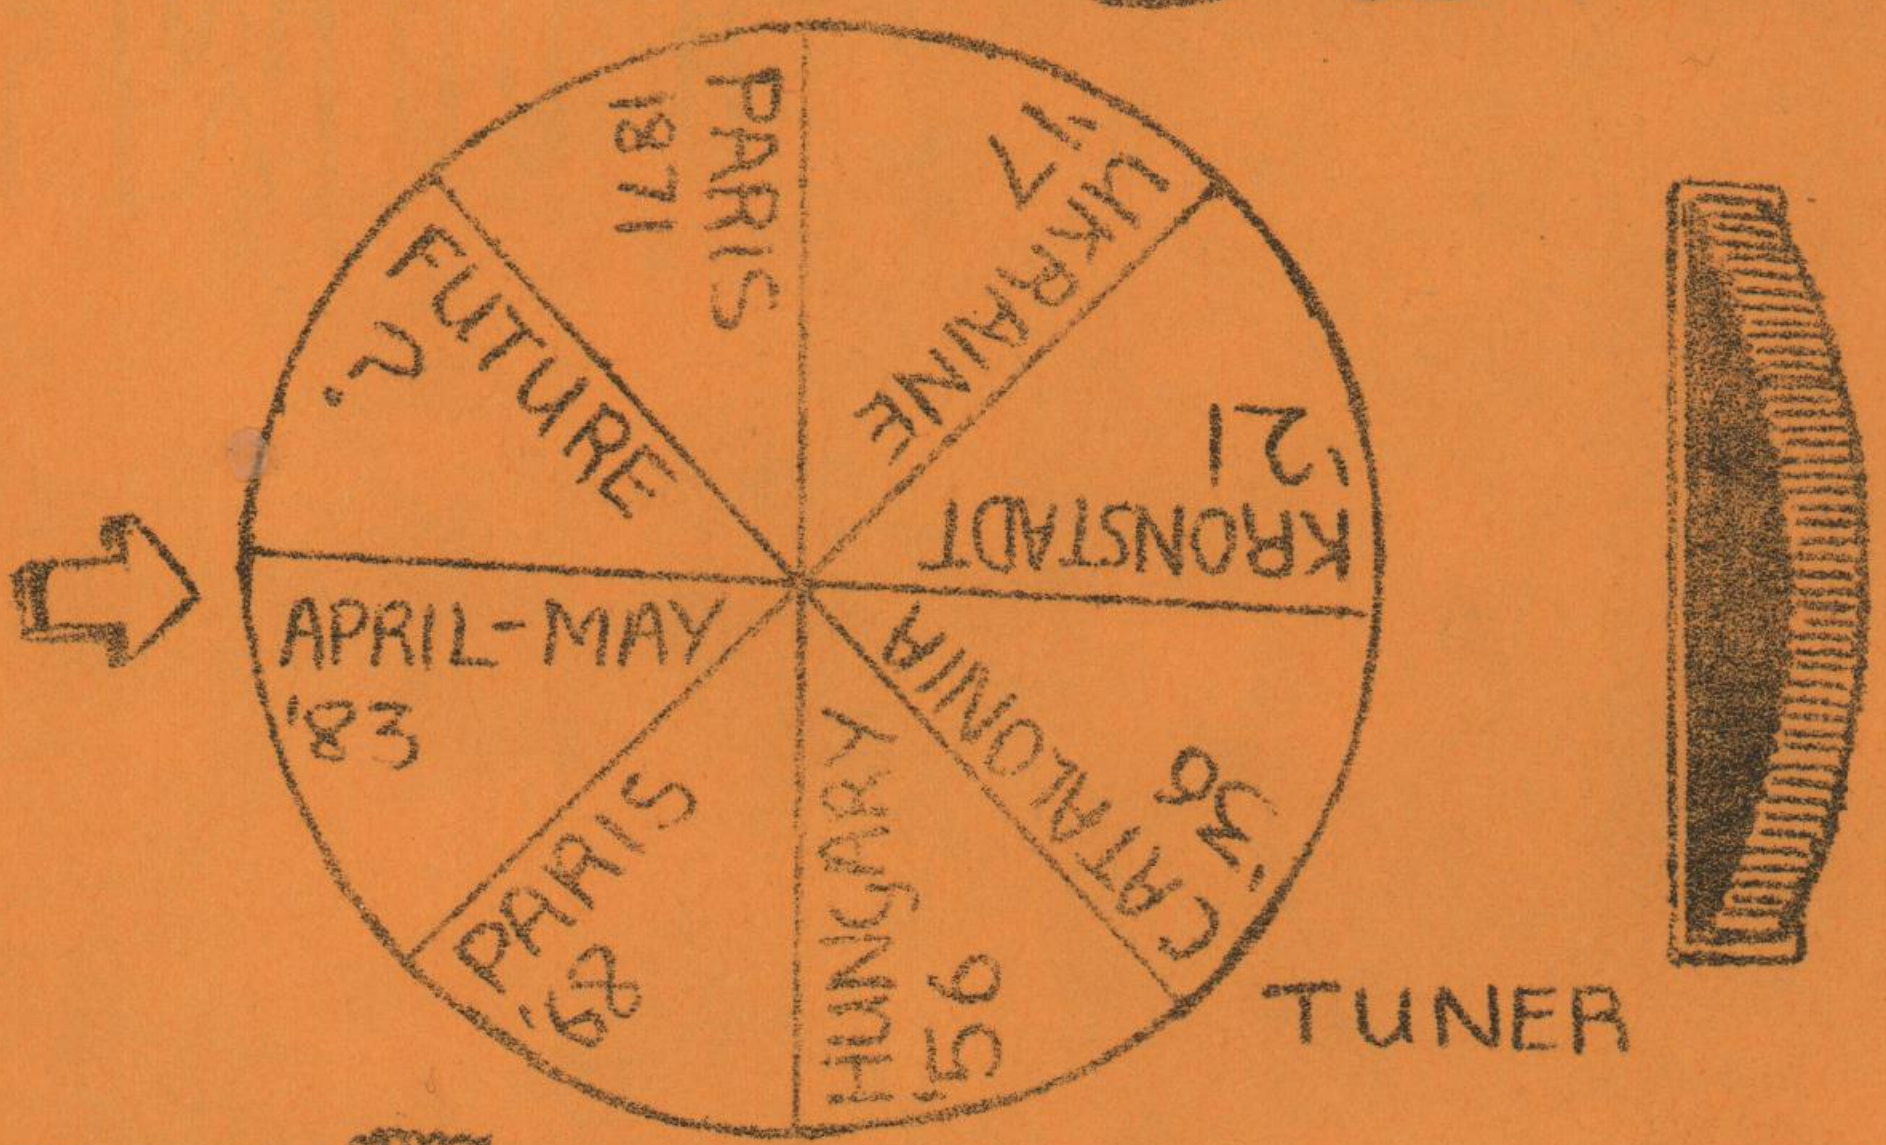 PARIS
1871
UKRAINE
'17
KRONSTADT
'21
CATALONIA
'36
HUNGARY
'56
PARIS
'68
APRIL-MAY
'83
FUTURE
?
TUNER